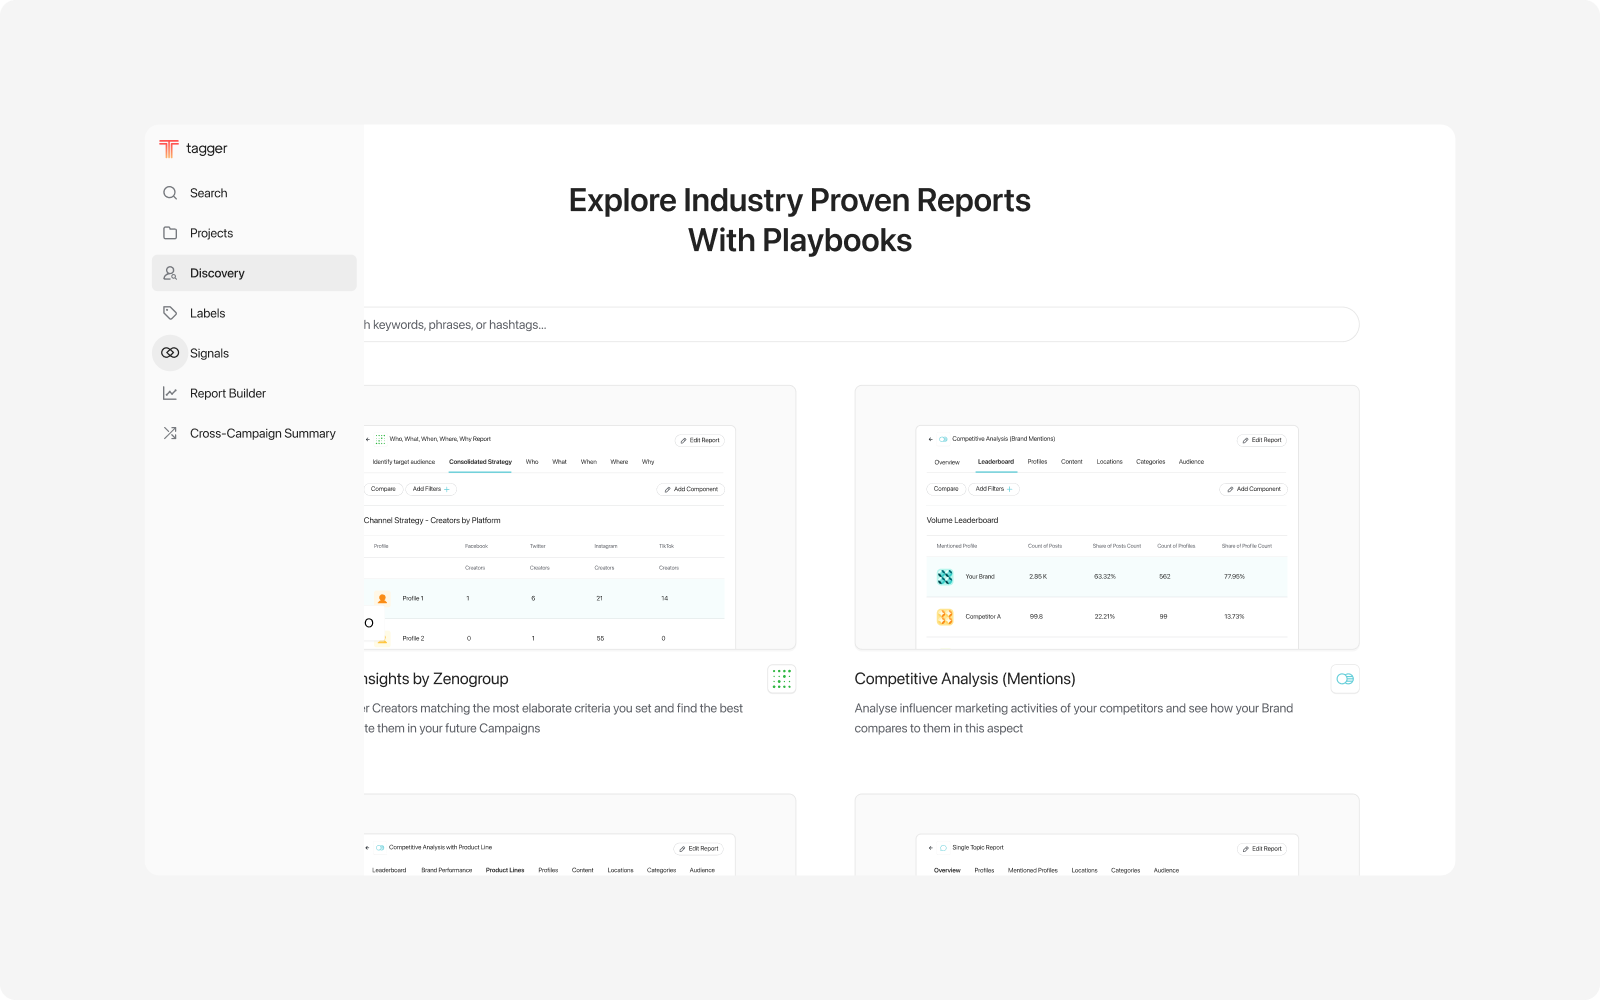 tagger
Search
Projects
Discovery
Labels
Signals
Report Builder
Cross-Campaign Summary
Explore Industry Proven Reports
With Playbooks
h keywords, phrases, or hashtags...
Who, What, When, Where, Why Report
Edit Report
Identify target audience Consolidated Strategy Who What When Where Why
Compare Add Filters + Add Component
Channel Strategy - Creators by Platform
Profile Facebook Twitter Instagram TikTok
Creators Creators Creators Creators
Profile 1 1 6 21 14
O
Profile 2 0 1 55 0
nsights by Zenogroup
er Creators matching the most elaborate criteria you set and find the best
te them in your future Campaigns
Competitive Analysis (Brand Mentions)
Edit Report
Overview Leaderboard Profiles Content Locations Categories Audience
Compare Add Filters + Add Component
Volume Leaderboard
Mentioned Profile Count of Posts Share of Posts Count Count of Profiles Share of Profile Count
Your Brand 2.85 K 63.32% 562 77.95%
Competitor A 99.8 22.21% 99 13.73%
Competitive Analysis (Mentions)
Analyse influencer marketing activities of your competitors and see how your Brand
compares to them in this aspect
Competitive Analysis with Product Line
Edit Report
Leaderboard Brand Performance Product Lines Profiles Content Locations Categories Audience
Single Topic Report
Edit Report
Overview Profiles Mentioned Profiles Locations Categories Audience